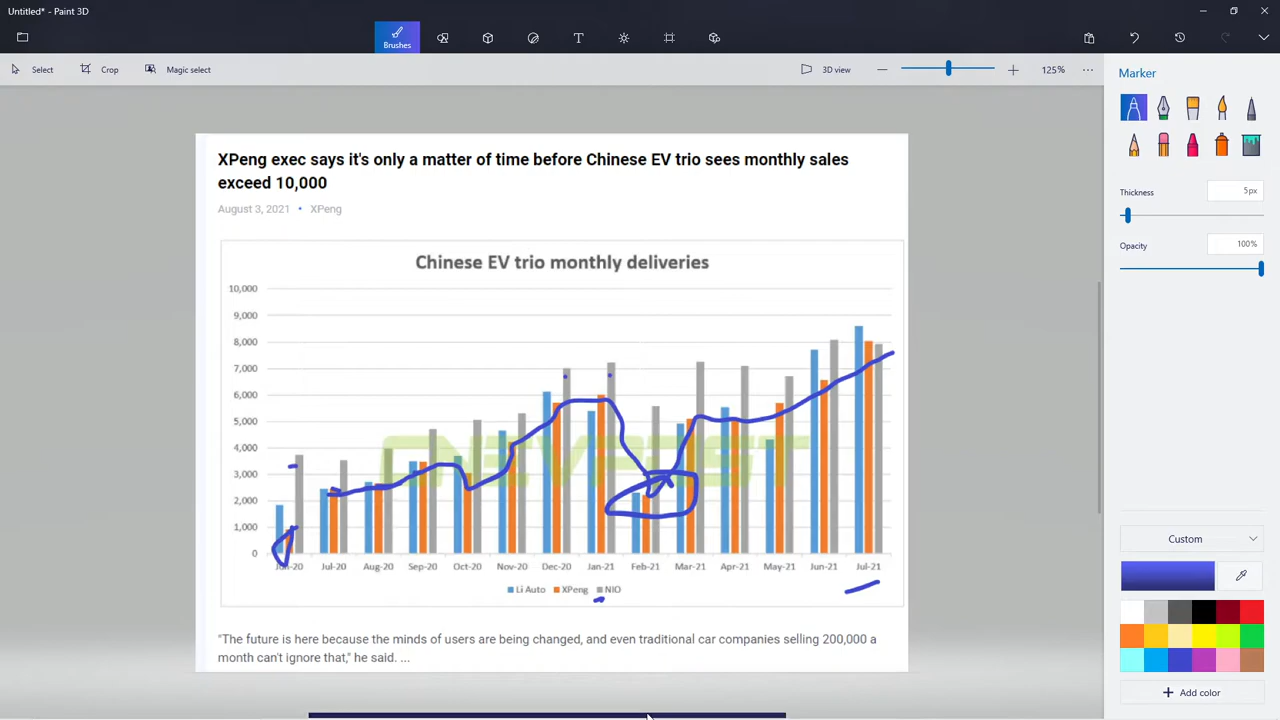 Untitled* - Paint 3D
Brushes
Select
Crop
Magic select
3D view
125%
Marker
Thickness
5px
Opacity
100%
Custom
Add color
XPeng exec says it's only a matter of time before Chinese EV trio sees monthly sales
exceed 10,000
August 3, 2021 • XPeng
Chinese EV trio monthly deliveries
10,000
9,000
8,000
7,000
6,000
5,000
4,000
3,000
2,000
1,000
0
Jun-20 Jul-20 Aug-20 Sep-20 Oct-20 Nov-20 Dec-20 Jan-21 Feb-21 Mar-21 Apr-21 May-21 Jun-21 Jul-21
Li Auto XPeng NIO
"The future is here because the minds of users are being changed, and even traditional car companies selling 200,000 a
month can't ignore that," he said. ...